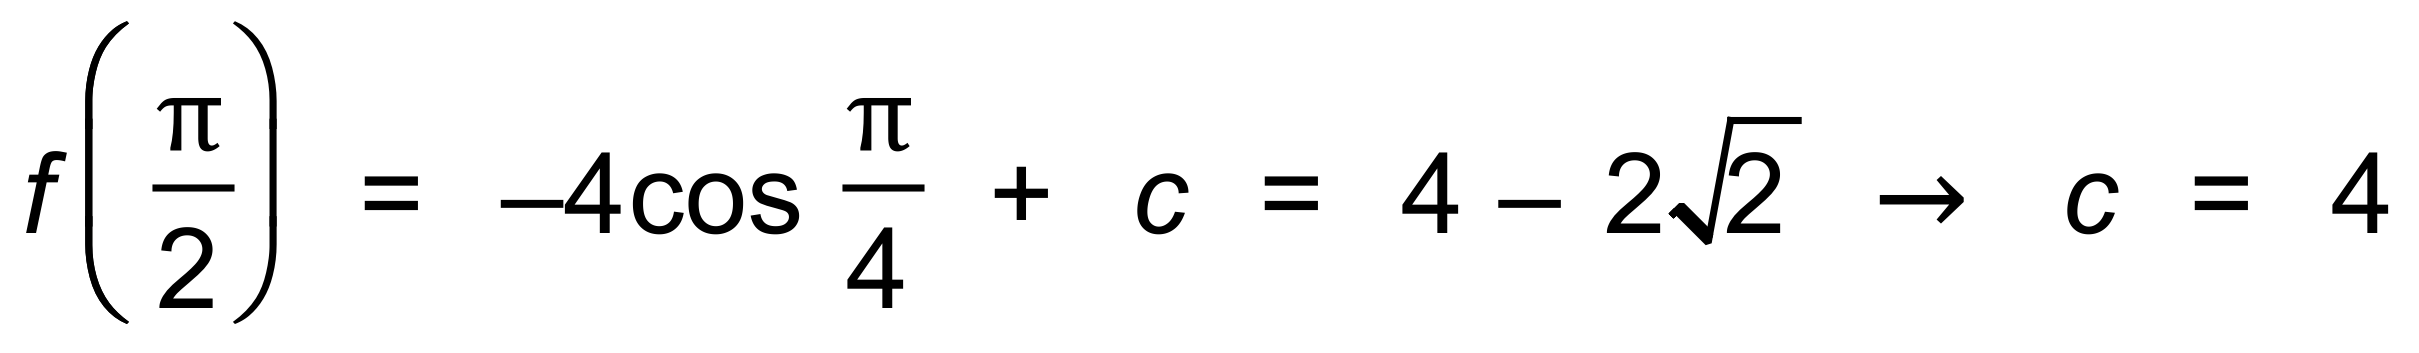 f(π/2) = –4cos π/4 + c = 4 – 2√2 → c = 4